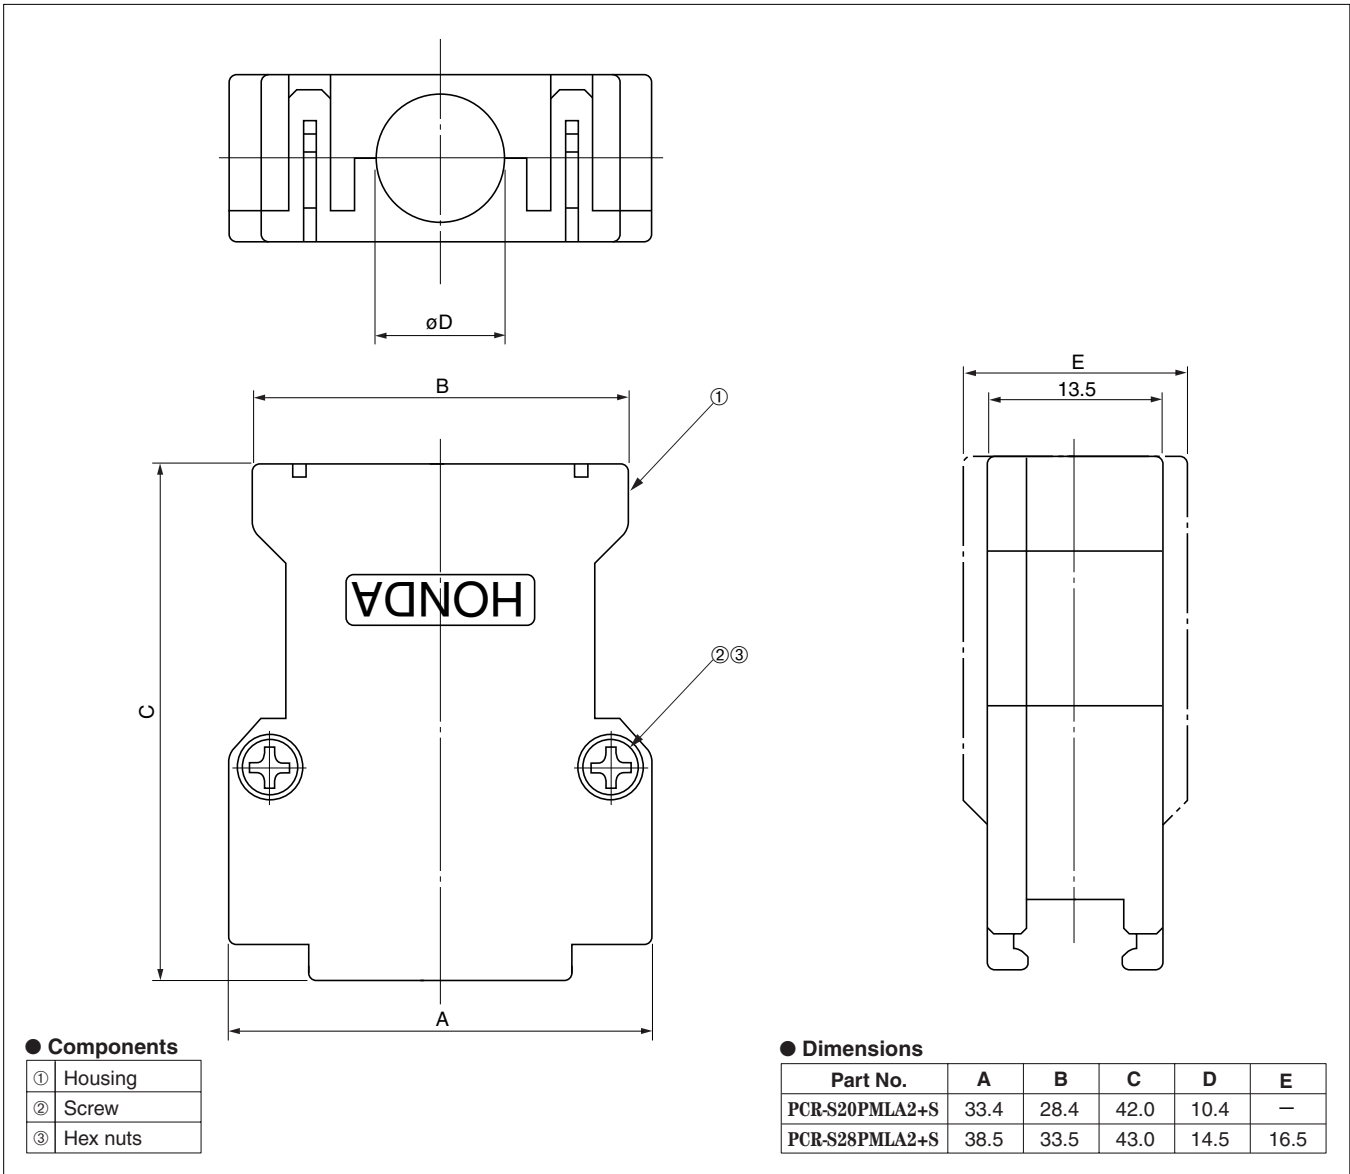 øD
B
①
E
13.5
HONDA
②③
C
A
● Components
① Housing
② Screw
③ Hex nuts
● Dimensions
Part No. A B C D E
PCR-S20PMLA2+S 33.4 28.4 42.0 10.4 —
PCR-S28PMLA2+S 38.5 33.5 43.0 14.5 16.5